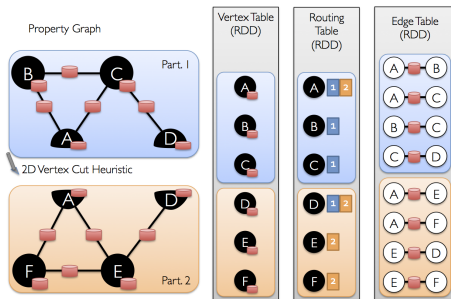 Property Graph
Part. 1
B C
A D
2D Vertex Cut Heuristic
A D
F E
Part. 2
Vertex Table
(RDD)
A
B
C
D
E
F
Routing
Table
(RDD)
A 1 2
B 1
C 1
D 1 2
E 2
F 2
Edge Table
(RDD)
A B
A C
B C
C D
A E
A F
E D
E F